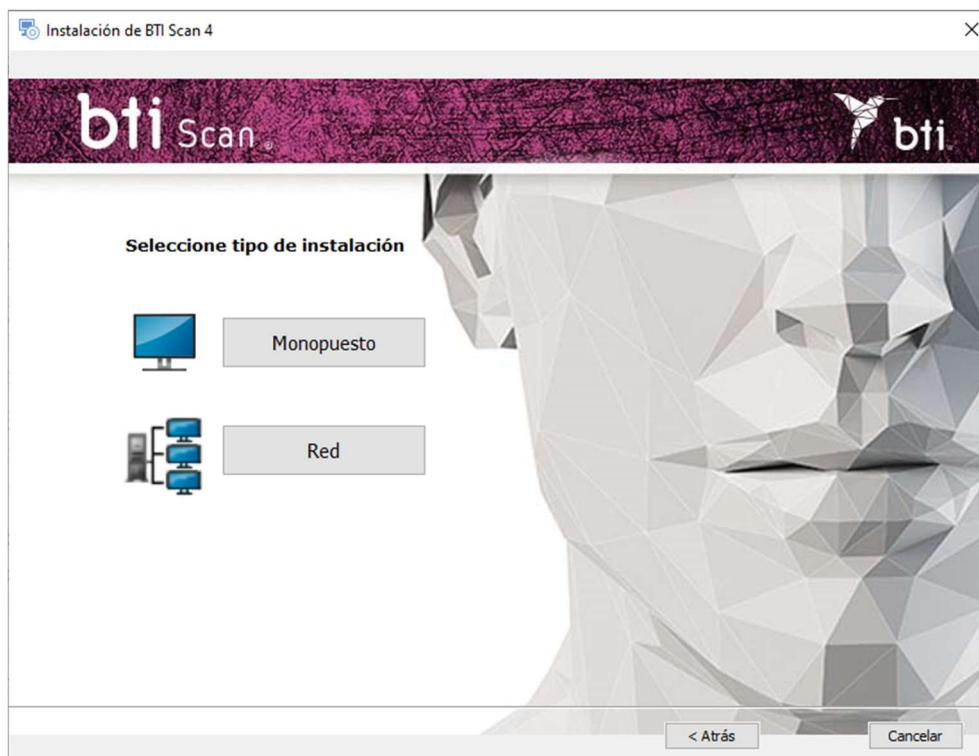 Instalación de BTI Scan 4
bti Scan®
bti
Seleccione tipo de instalación
Monopuesto
Red
< Atrás
Cancelar